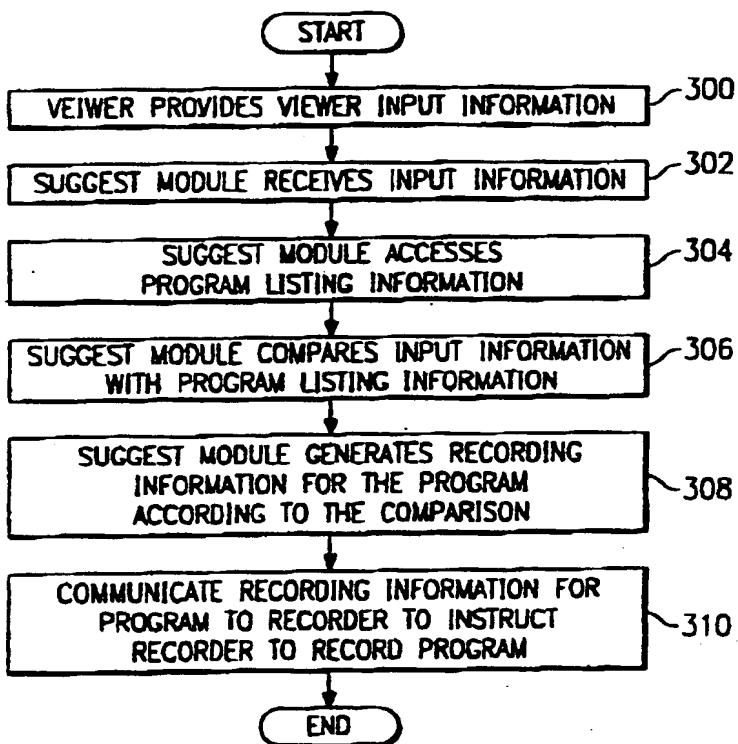 START
VEIWER PROVIDES VIEWER INPUT INFORMATION
300
SUGGEST MODULE RECEIVES INPUT INFORMATION
302
SUGGEST MODULE ACCESSES
PROGRAM LISTING INFORMATION
304
SUGGEST MODULE COMPARES INPUT INFORMATION
WITH PROGRAM LISTING INFORMATION
306
SUGGEST MODULE GENERATES RECORDING
INFORMATION FOR THE PROGRAM
ACCORDING TO THE COMPARISON
308
COMMUNICATE RECORDING INFORMATION FOR
PROGRAM TO RECORDER TO INSTRUCT
RECORDER TO RECORD PROGRAM
310
END